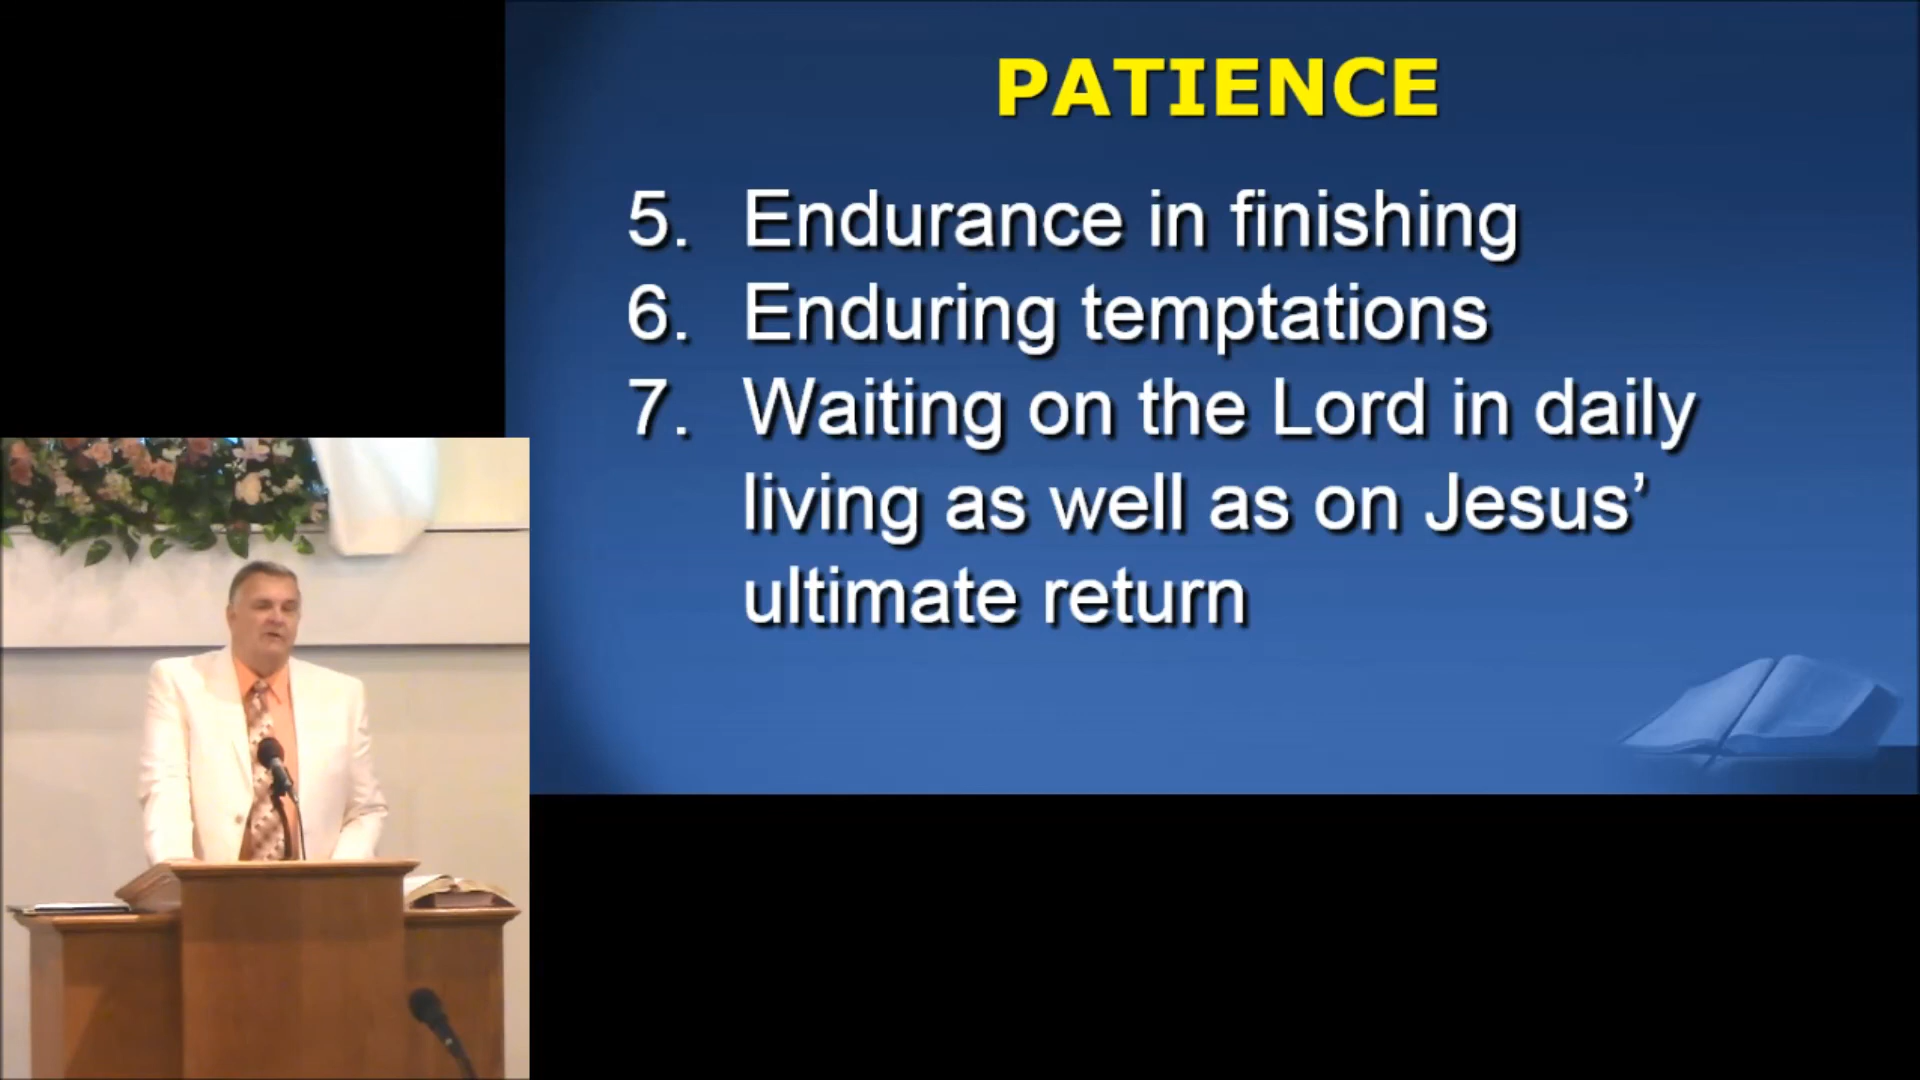 PATIENCE
5. Endurance in finishing
6. Enduring temptations
7. Waiting on the Lord in daily
living as well as on Jesus’
ultimate return